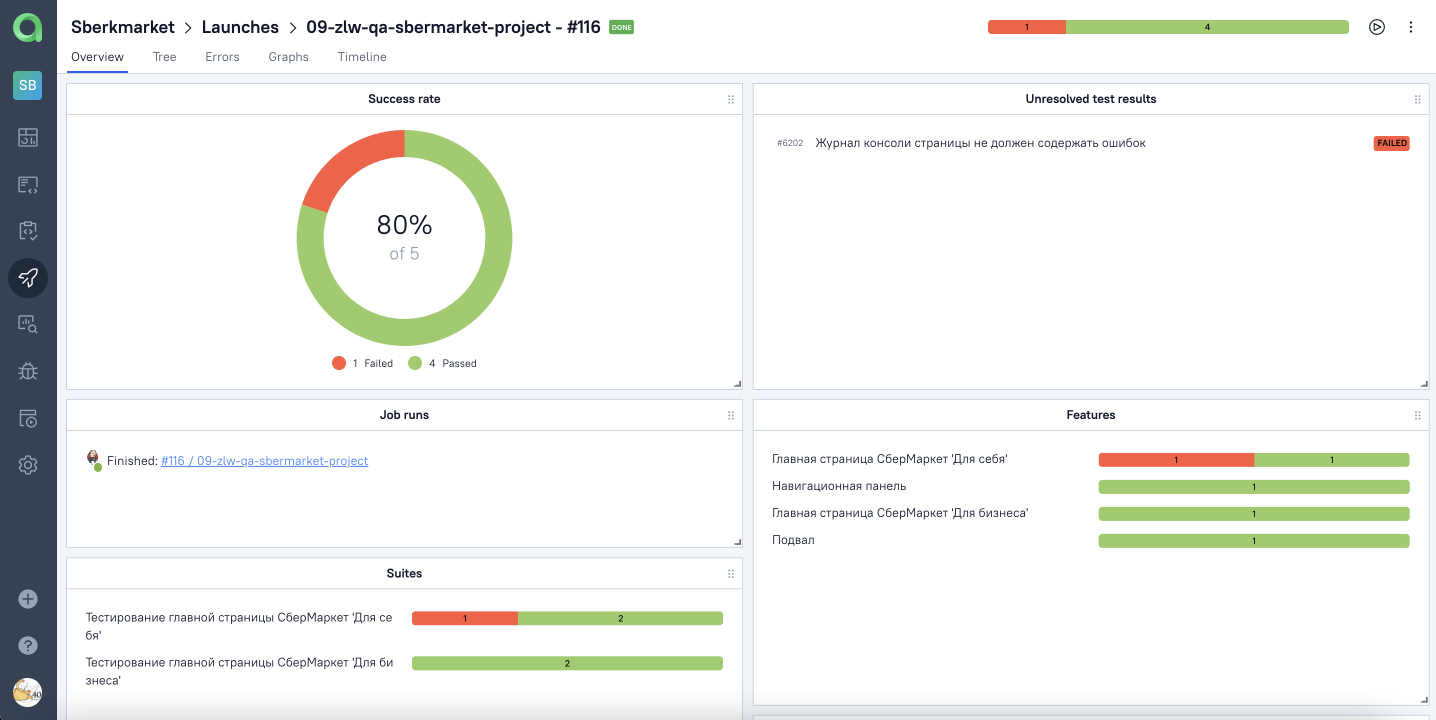 Sberkmarket > Launches > 09-zlw-qa-sbermarket-project - #116 DONE
1 4
SB
Overview Tree Errors Graphs Timeline
Success rate
80%
of 5
1 Failed 4 Passed
Unresolved test results
#6202 Журнал консоли страницы не должен содержать ошибок FAILED
Job runs
Finished: #116 / 09-zlw-qa-sbermarket-project
Features
Главная страница СберМаркет 'Для себя' 1 1
Навигационная панель 1
Главная страница СберМаркет 'Для бизнеса' 1
Подвал 1
Suites
Тестирование главной страницы СберМаркет 'Для се 1 2
бя'
Тестирование главной страницы СберМаркет 'Для би 2
знеса'